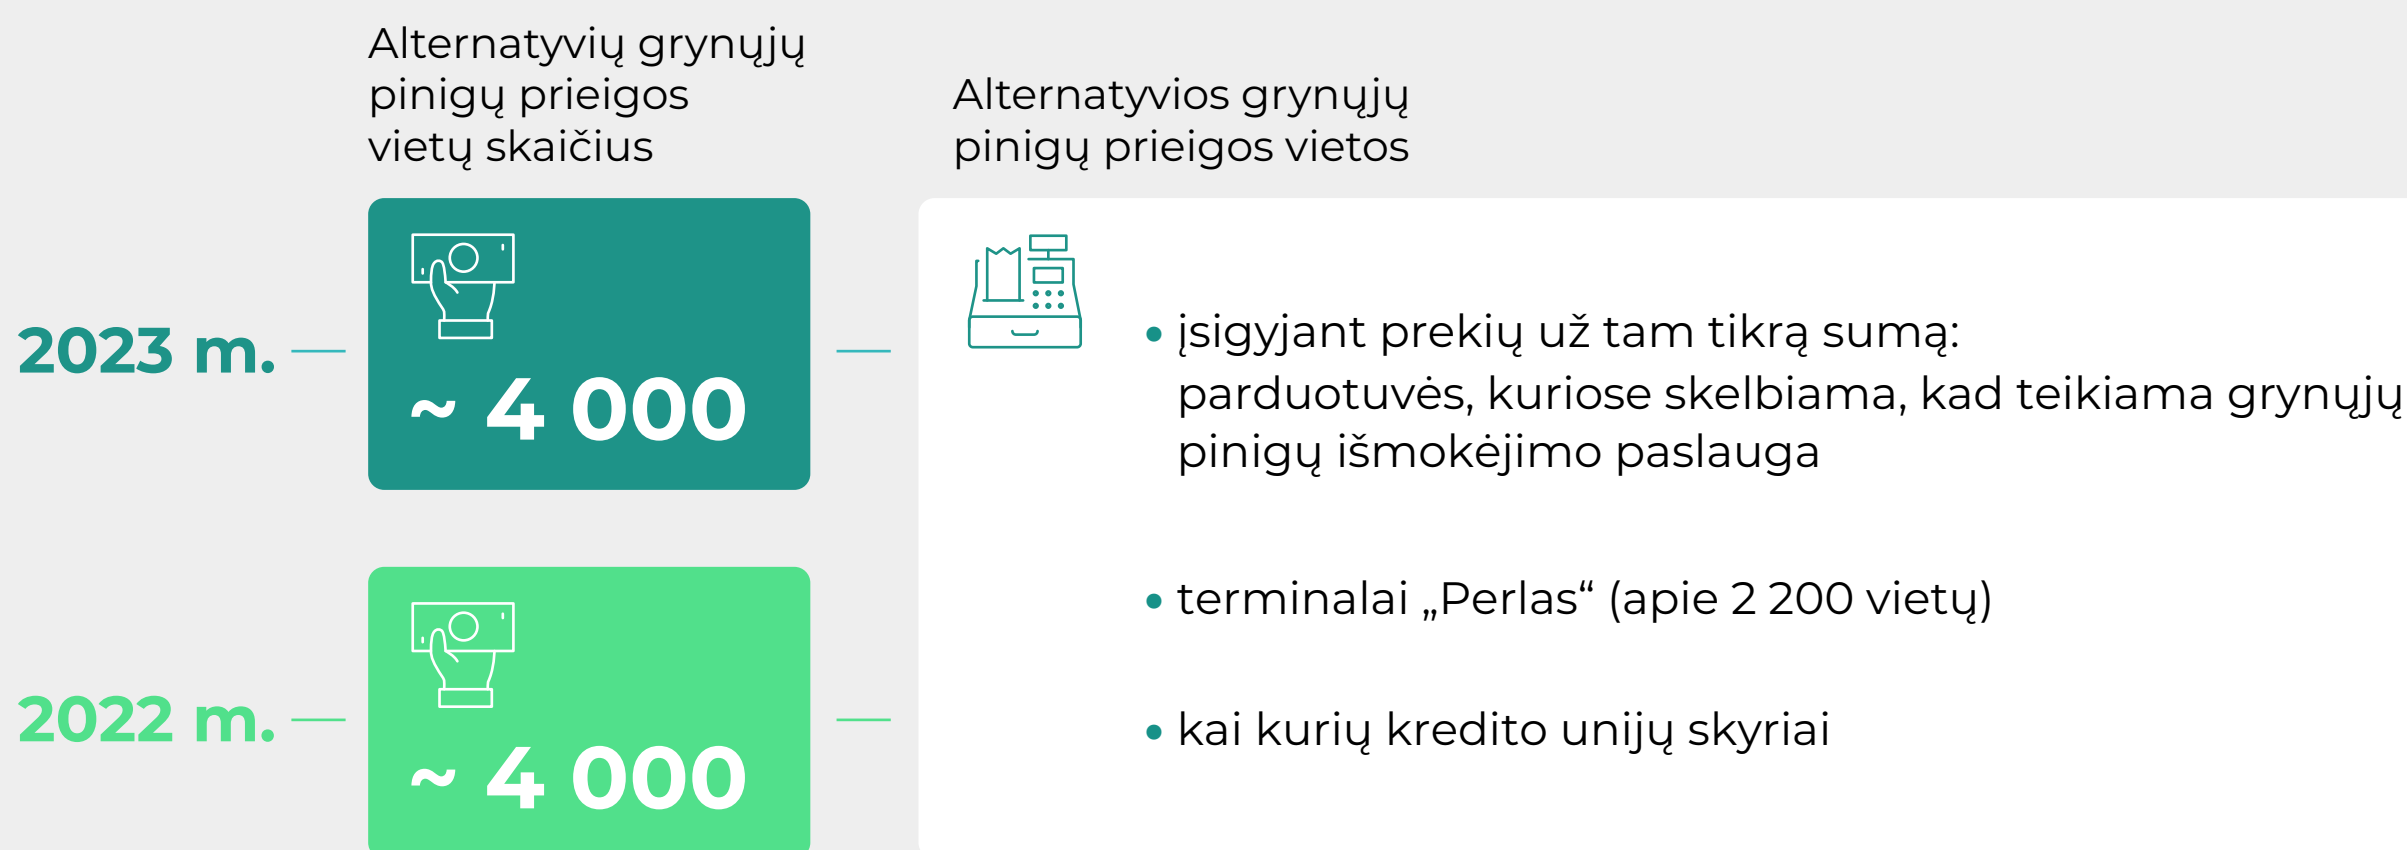 Alternatyvių grynųjų
pinigų prieigos
vietų skaičius
Alternatyvios grynųjų
pinigų prieigos vietos
2023 m.
~ 4 000
• įsigyjant prekių už tam tikrą sumą:
parduotuvės, kuriose skelbiama, kad teikiama grynųjų
pinigų išmokėjimo paslauga
• terminalai „Perlas“ (apie 2 200 vietų)
2022 m.
~ 4 000
• kai kurių kredito unijų skyriai